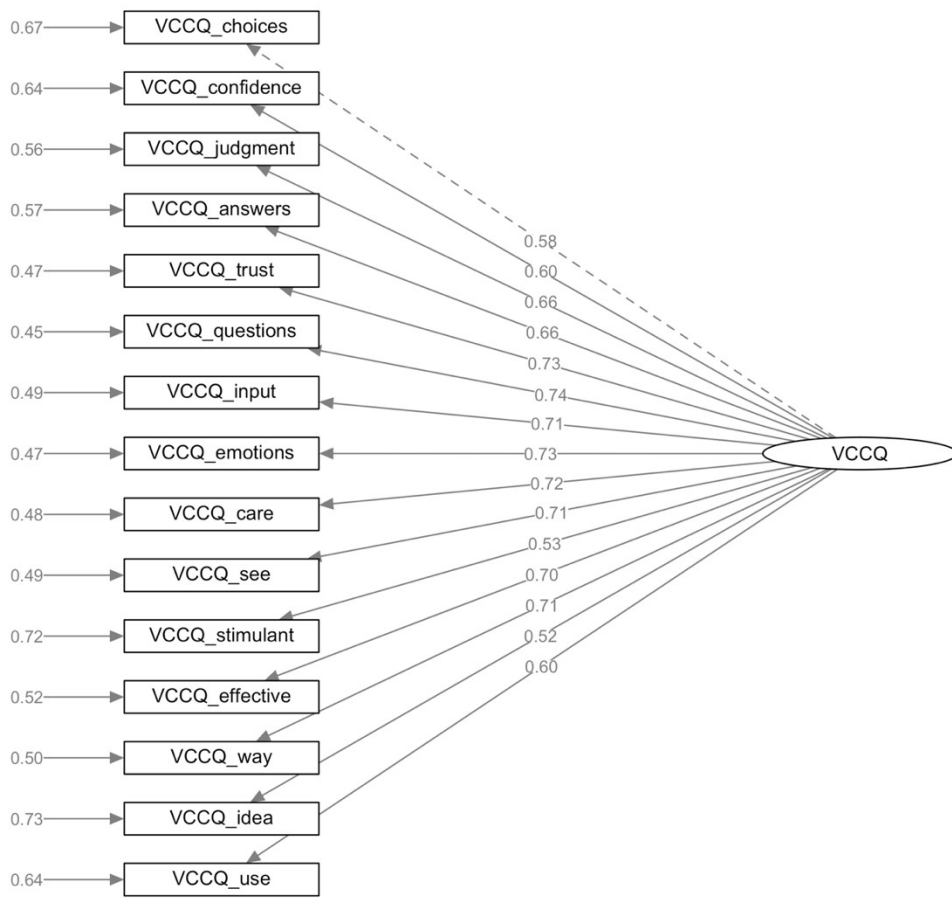 0.67 VCCQ_choices
0.64 VCCQ_confidence
0.56 VCCQ_judgment
0.57 VCCQ_answers
0.58
0.47 VCCQ_trust
0.60
0.66
0.45 VCCQ_questions
0.66
0.73
0.49 VCCQ_input
0.74
0.71
0.47 VCCQ_emotions 0.73 VCCQ
0.72
0.48 VCCQ_care
0.71
0.53
0.49 VCCQ_see
0.70
0.71
0.72 VCCQ_stimulant
0.52
0.60
0.52 VCCQ_effective
0.50 VCCQ_way
0.73 VCCQ_idea
0.64 VCCQ_use